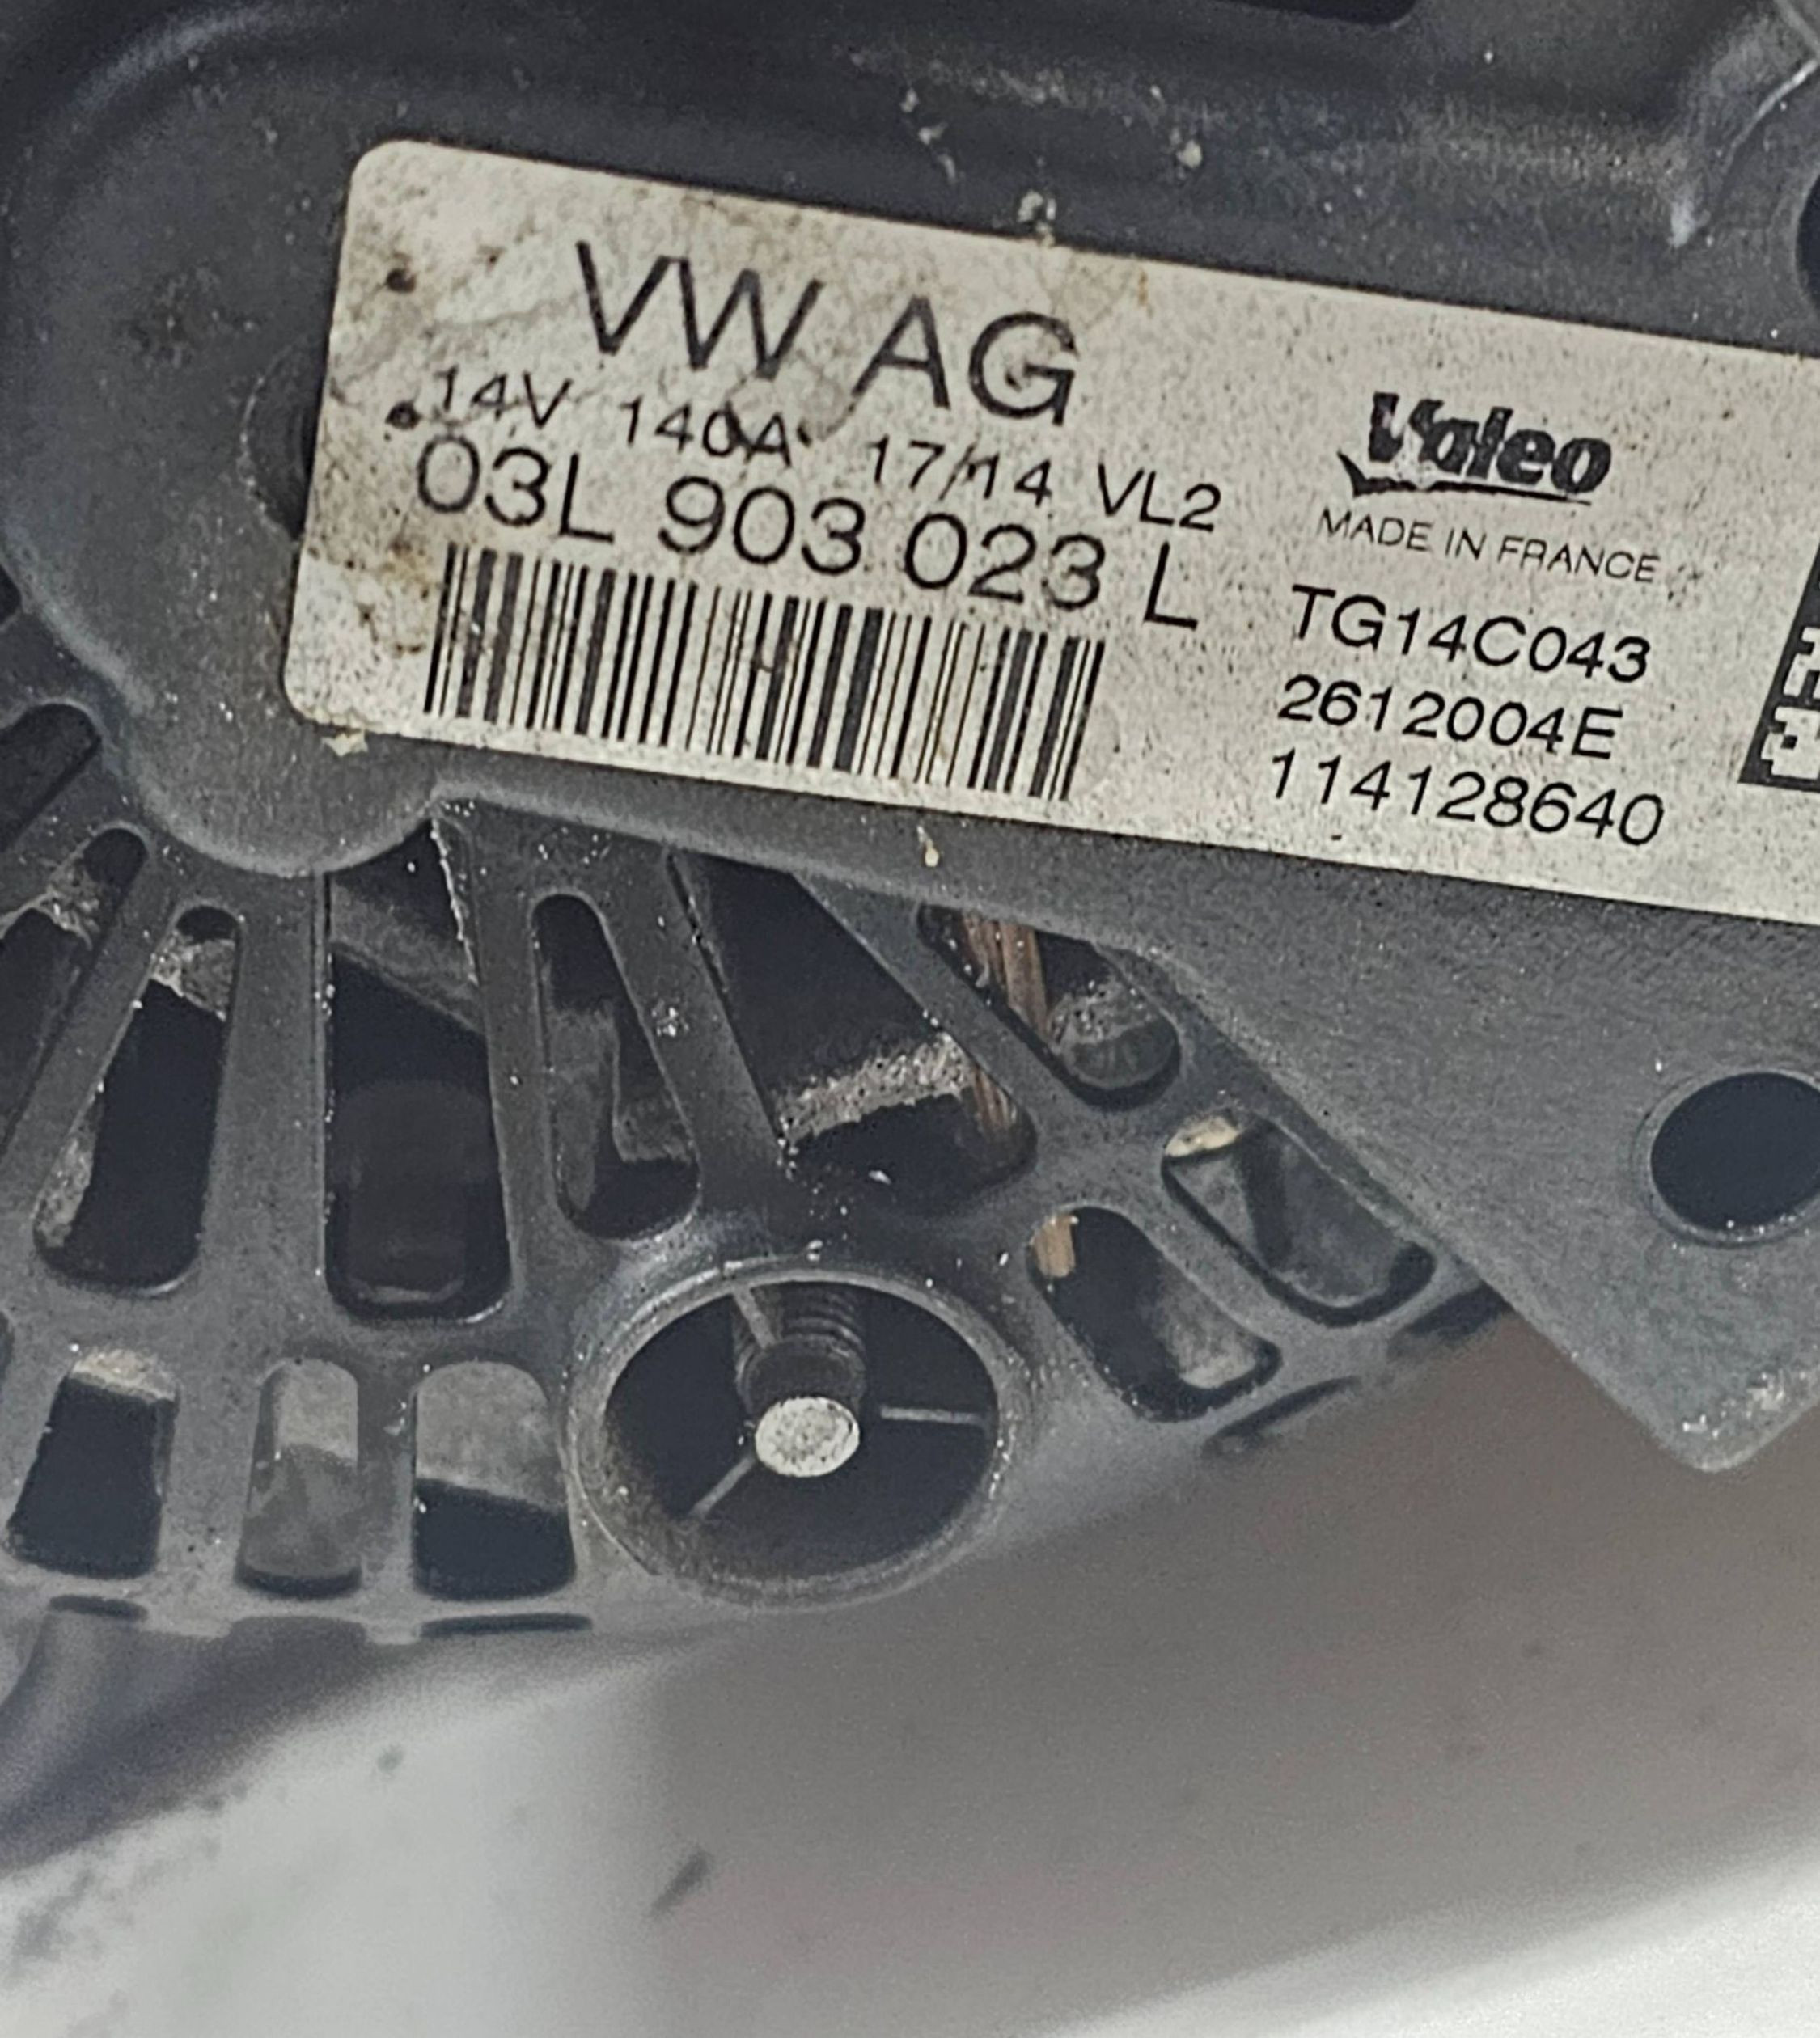 VW AG
14V 140A 17/14 VL2
03L 903 023 L
Valeo
MADE IN FRANCE
TG14C043
2612004E
114128640